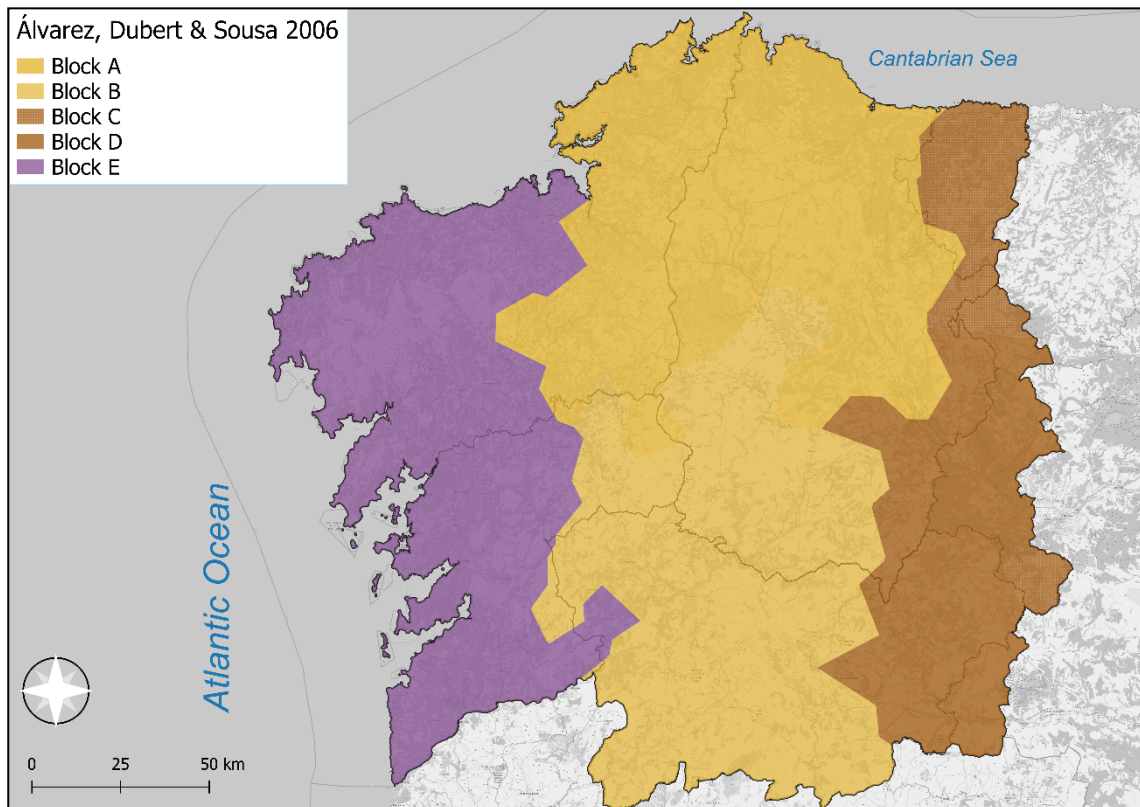 Álvarez, Dubert & Sousa 2006
Block A
Block B
Block C
Block D
Block E
Cantabrian Sea
Atlantic Ocean
0 25 50 km